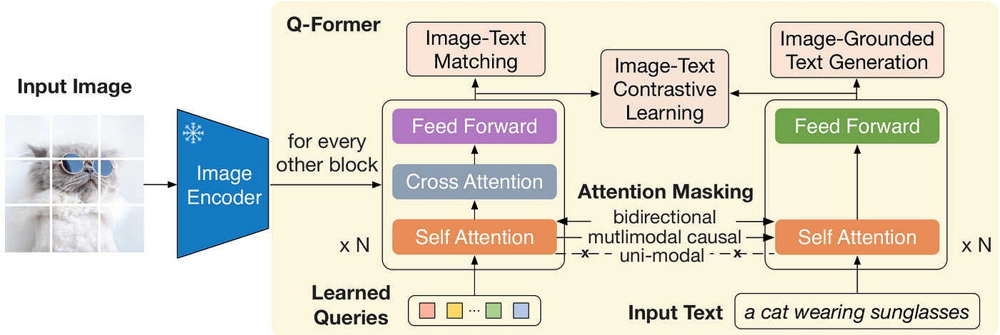 Q-Former
Input Image
Image
Encoder
for every
other block
Image-Text
Matching
Image-Text
Contrastive
Learning
Image-Grounded
Text Generation
Feed Forward
Cross Attention
Self Attention
x N
Attention Masking
bidirectional
mutlimodal causal
x uni-modal x
Feed Forward
Self Attention
x N
Learned
Queries
...
Input Text
a cat wearing sunglasses